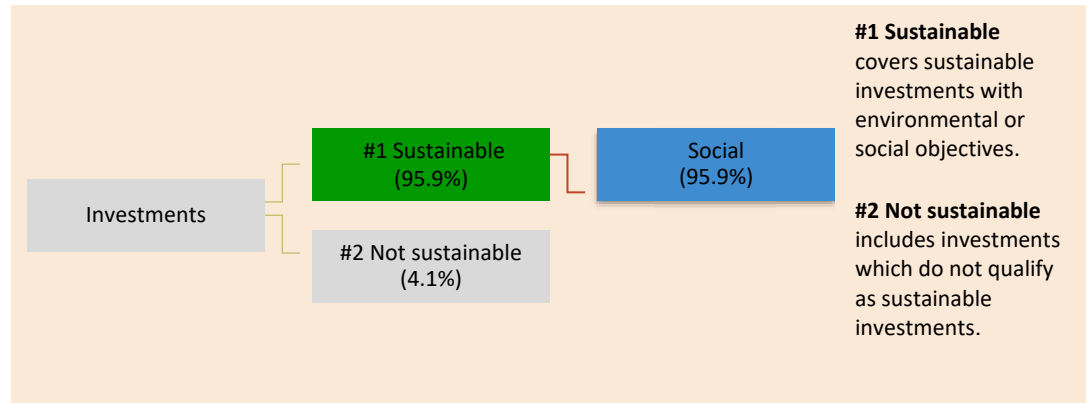 Investments
#1 Sustainable
(95.9%)
Social
(95.9%)
#2 Not sustainable
(4.1%)
#1 Sustainable
covers sustainable
investments with
environmental or
social objectives.
#2 Not sustainable
includes investments
which do not qualify
as sustainable
investments.